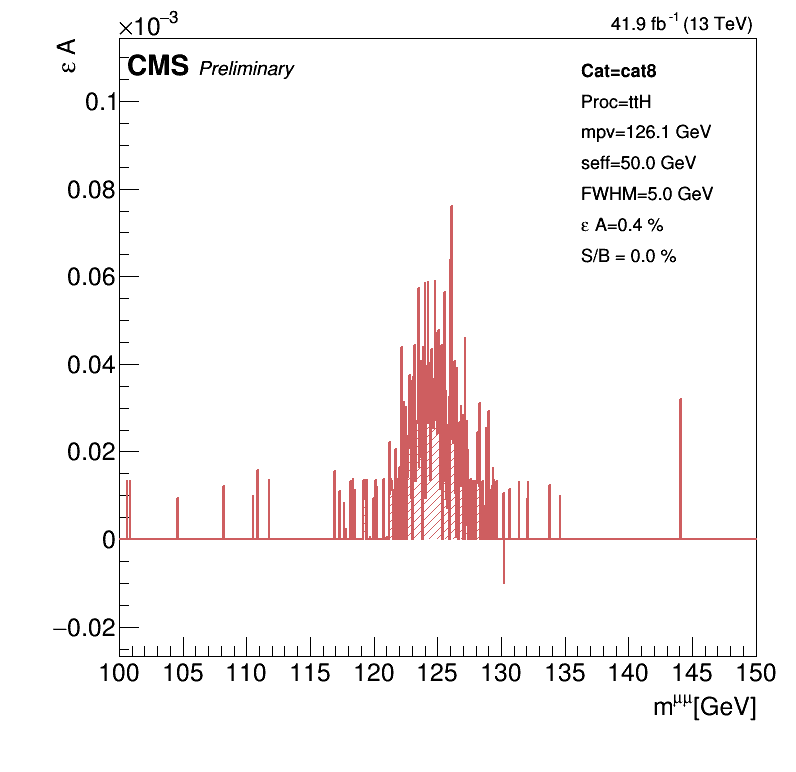 ×10⁻³
41.9 fb⁻¹ (13 TeV)
ε A
CMS Preliminary
Cat=cat8
Proc=ttH
mpv=126.1 GeV
seff=50.0 GeV
FWHM=5.0 GeV
ε A=0.4 %
S/B = 0.0 %
0.1
0.08
0.06
0.04
0.02
0
−0.02
100 105 110 115 120 125 130 135 140 145 150
m^μμ[GeV]